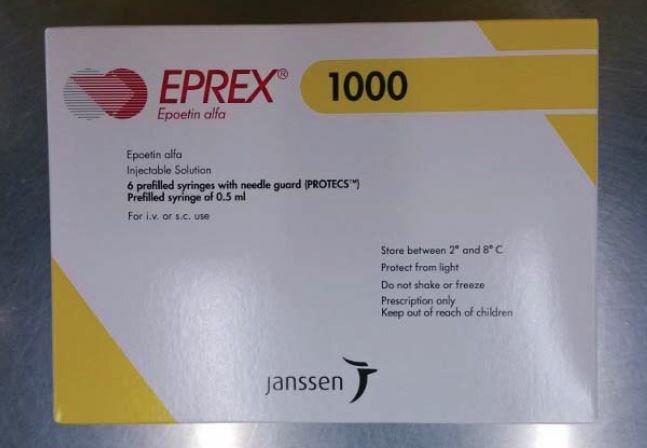 EPREX® 1000
Epoetin alfa
Epoetin alfa
Injectable Solution
6 prefilled syringes with needle guard (PROTECS™)
Prefilled syringe of 0.5 ml
For i.v. or s.c. use
Store between 2° and 8° C
Protect from light
Do not shake or freeze
Prescription only
Keep out of reach of children
janssen